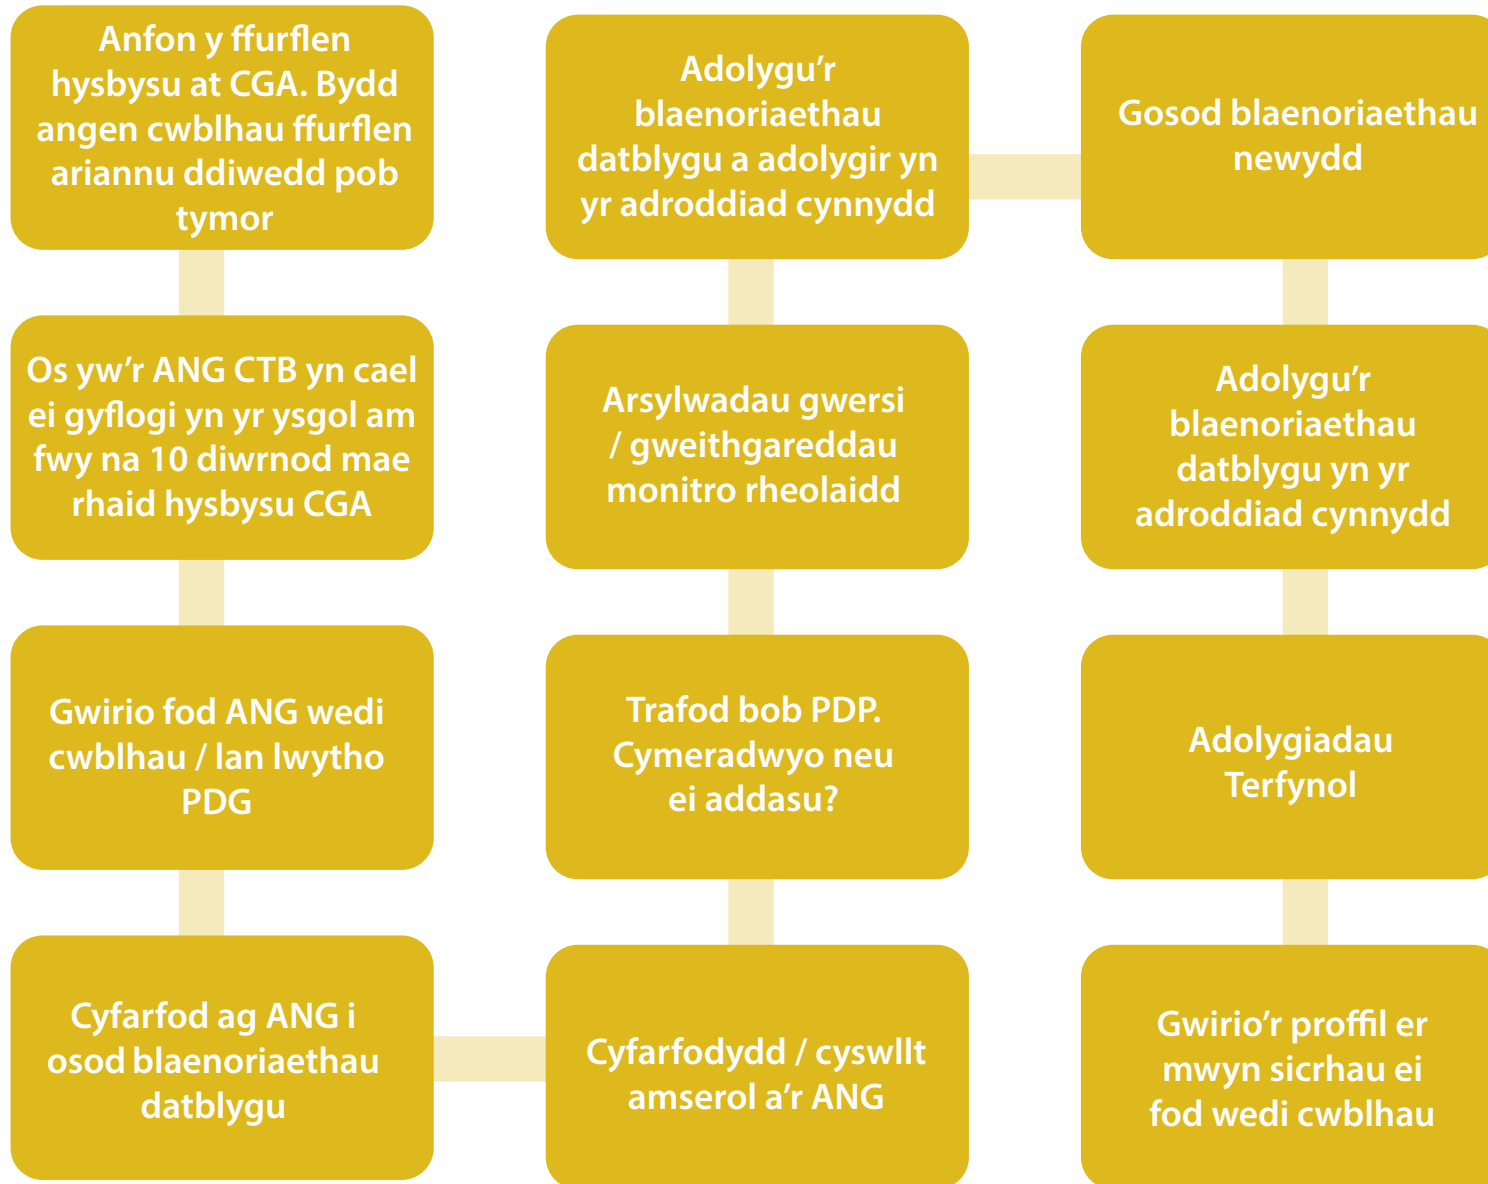 Anfon y ffurflen
hysbysu at CGA. Bydd
angen cwblhau ffurflen
ariannu ddiwedd pob
tymor
Os yw’r ANG CTB yn cael
ei gyflogi yn yr ysgol am
fwy na 10 diwrnod mae
rhaid hysbysu CGA
Gwirio fod ANG wedi
cwblhau / lan lwytho
PDG
Cyfarfod ag ANG i
osod blaenoriaethau
datblygu
Cyfarfodydd / cyswllt
amserol a’r ANG
Trafod bob PDP.
Cymeradwyo neu
ei addasu?
Arsylwadau gwersi
/ gweithgareddau
monitro rheolaidd
Adolygu’r
blaenoriaethau
datblygu a adolygir yn
yr adroddiad cynnydd
Gosod blaenoriaethau
newydd
Adolygu’r
blaenoriaethau
datblygu yn yr
adroddiad cynnydd
Adolygiadau
Terfynol
Gwirio’r proffil er
mwyn sicrhau ei
fod wedi cwblhau